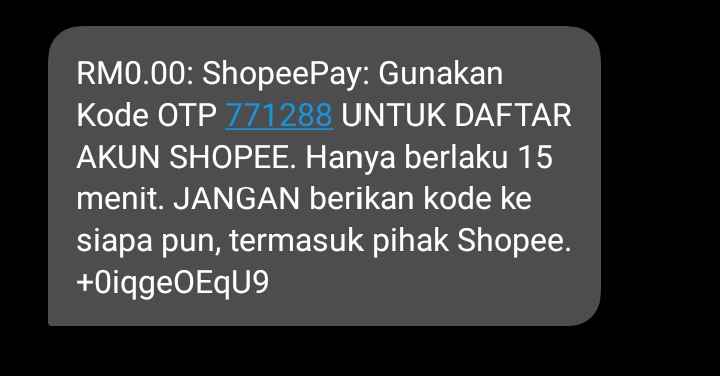 RM0.00: ShopeePay: Gunakan
Kode OTP 771288 UNTUK DAFTAR
AKUN SHOPEE. Hanya berlaku 15
menit. JANGAN berikan kode ke
siapa pun, termasuk pihak Shopee.
+0iqgeOEqU9